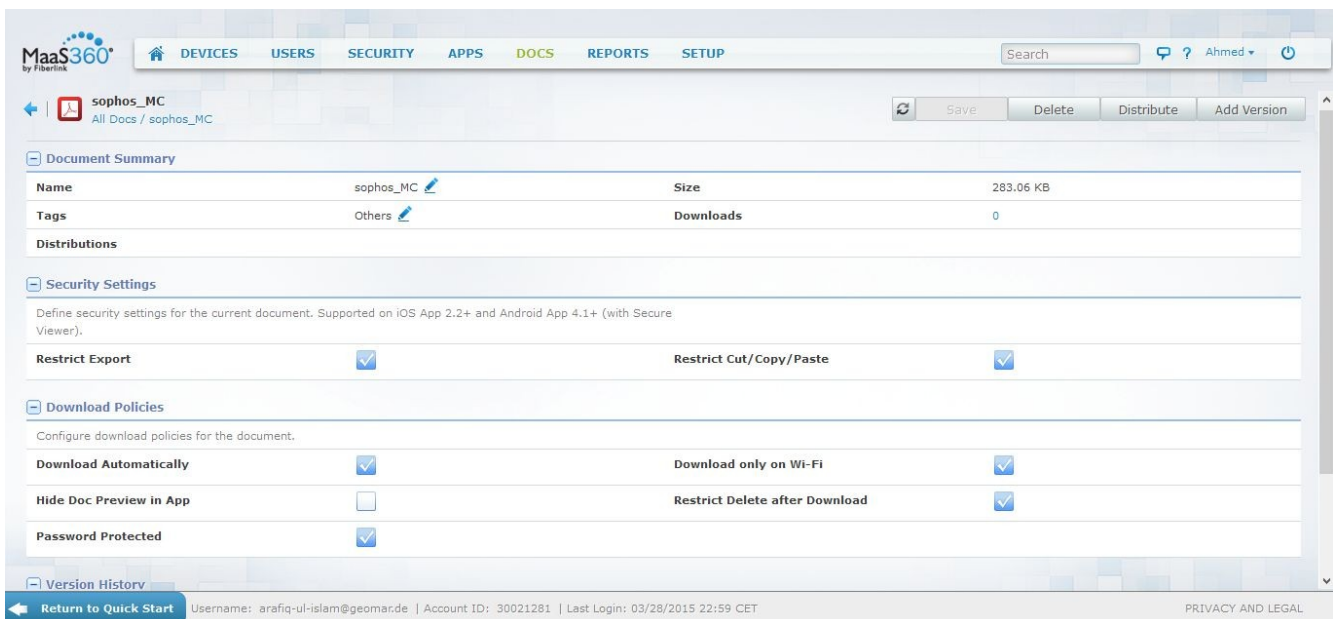 MaaS360
by Fiberlink
DEVICES USERS SECURITY APPS DOCS REPORTS SETUP Search ? Ahmed
sophos_MC
All Docs / sophos_MC
Save Delete Distribute Add Version
Document Summary
Name sophos_MC Size 283.06 KB
Tags Others Downloads 0
Distributions
Security Settings
Define security settings for the current document. Supported on iOS App 2.2+ and Android App 4.1+ (with Secure
Viewer).
Restrict Export Restrict Cut/Copy/Paste
Download Policies
Configure download policies for the document.
Download Automatically Download only on Wi-Fi
Hide Doc Preview in App Restrict Delete after Download
Password Protected
Version History
Return to Quick Start Username: arafiq-ul-islam@geomar.de | Account ID: 30021281 | Last Login: 03/28/2015 22:59 CET PRIVACY AND LEGAL